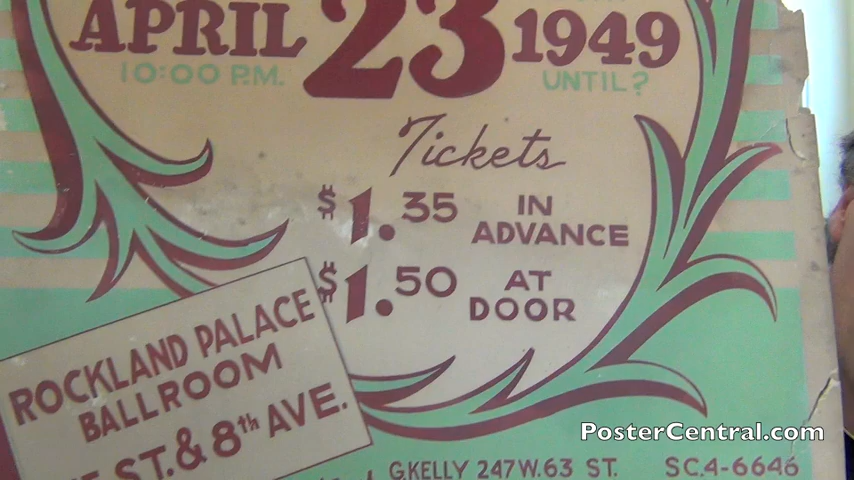 APRIL 23 1949
10:00 P.M. UNTIL?
Tickets
$1.35 IN ADVANCE
$1.50 AT DOOR
ROCKLAND PALACE
BALLROOM
ST. & 8th AVE.
G.KELLY 247 W. 63 ST. SC.4-6646
PosterCentral.com